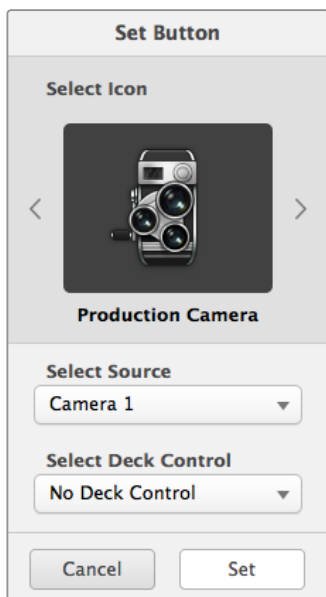 Set Button
Select Icon
Production Camera
Select Source
Camera 1
Select Deck Control
No Deck Control
Cancel Set